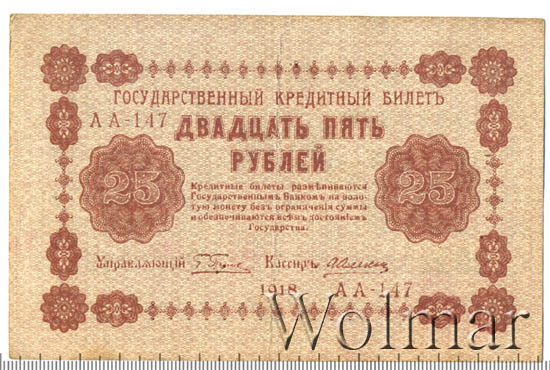 ГОСУДАРСТВЕННЫЙ КРЕДИТНЫЙ БИЛЕТЪ
АА-147
ДВАДЦАТЬ ПЯТЬ
РУБЛЕЙ
25
25
Кредитные билеты размѣниваются
Государственнымъ Банкомъ на золо-
тую монету безъ ограниченія суммы
и обезпечиваются всѣмъ достояніемъ
Государства.
Управляющій
Кассиръ
1918
АА-147
Wolmar